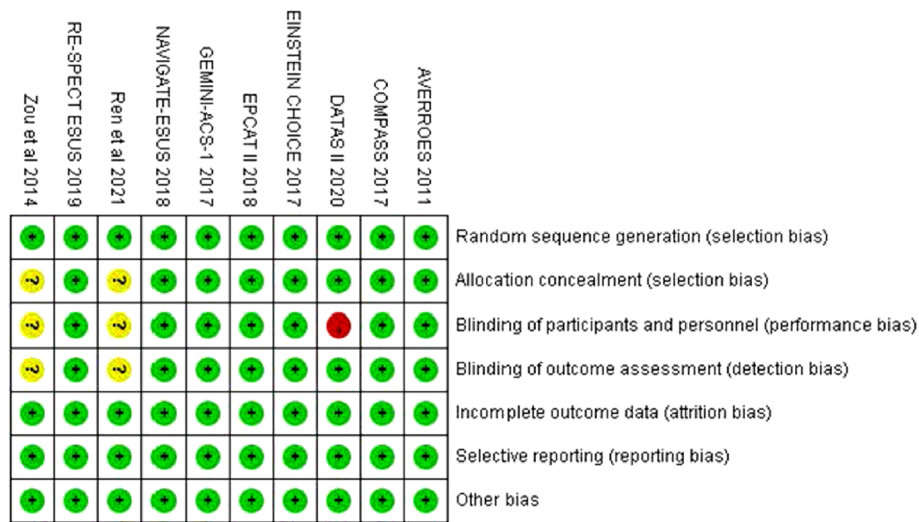 Zou et al 2014
RE-SPECT ESUS 2019
Ren et al 2021
NAVIGATE-ESUS 2018
GEMINI-ACS-1 2017
EPCAT II 2018
EINSTEIN CHOICE 2017
DATAS II 2020
COMPASS 2017
AVERROES 2011
+ + + + + + + + + + Random sequence generation (selection bias)
? + ? + + + + + + + Allocation concealment (selection bias)
? + ? + + + + + + Blinding of participants and personnel (performance bias)
? + ? + + + + + + + Blinding of outcome assessment (detection bias)
+ + + + + + + + + + Incomplete outcome data (attrition bias)
+ + + + + + + + + + Selective reporting (reporting bias)
+ + + + + + + + + + Other bias